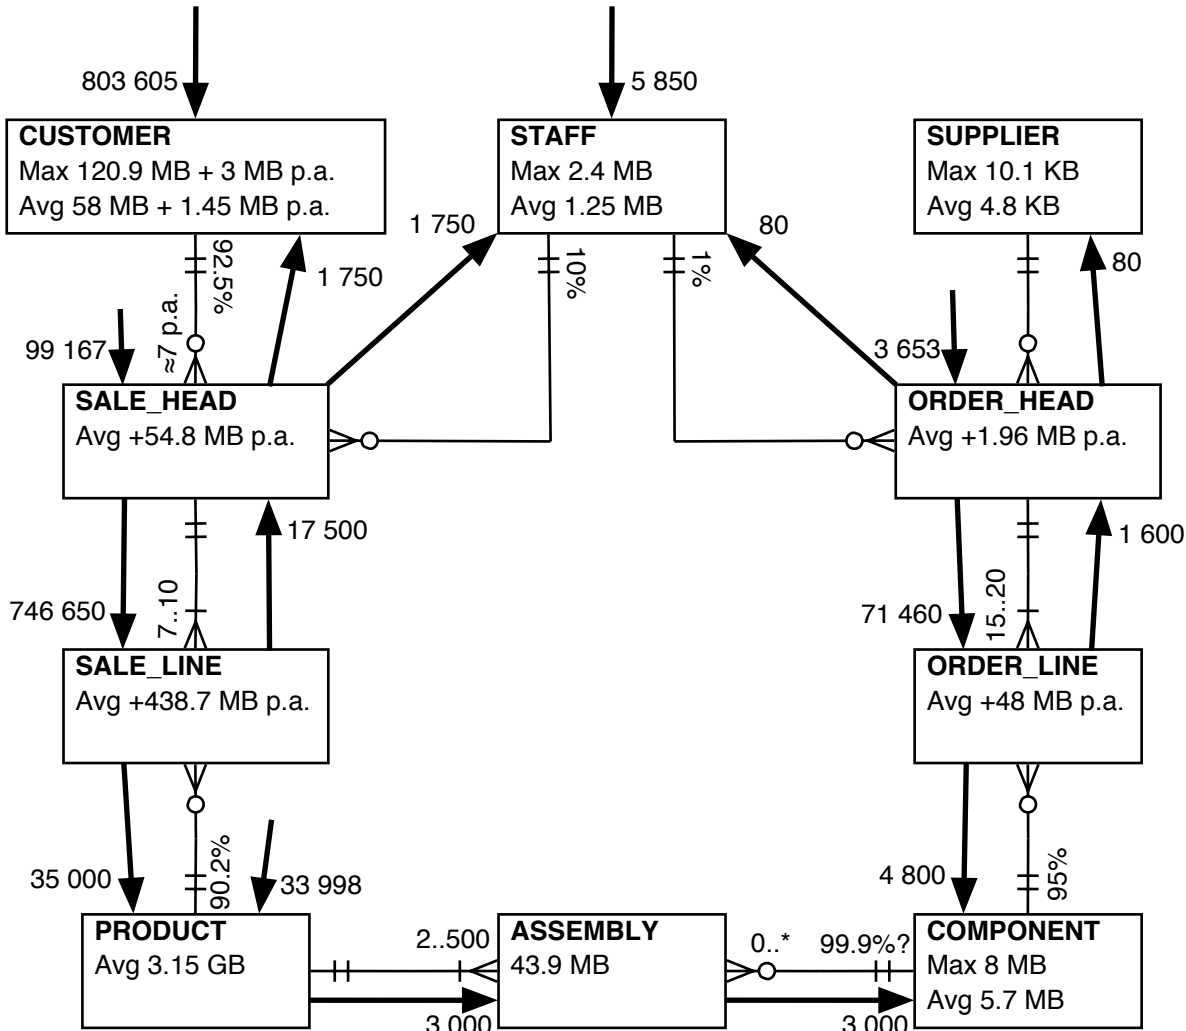 803 605
5 850
CUSTOMER
Max 120.9 MB + 3 MB p.a.
Avg 58 MB + 1.45 MB p.a.
STAFF
Max 2.4 MB
Avg 1.25 MB
SUPPLIER
Max 10.1 KB
Avg 4.8 KB
92.5%
1 750
1 750
10%
1%
80
80
≈7 p.a.
99 167
3 653
SALE_HEAD
Avg +54.8 MB p.a.
ORDER_HEAD
Avg +1.96 MB p.a.
17 500
1 600
746 650
7..10
71 460
15..20
SALE_LINE
Avg +438.7 MB p.a.
ORDER_LINE
Avg +48 MB p.a.
35 000
90.2%
33 998
4 800
95%
PRODUCT
Avg 3.15 GB
2..500
ASSEMBLY
43.9 MB
0..*
99.9%?
COMPONENT
Max 8 MB
Avg 5.7 MB
3 000
3 000